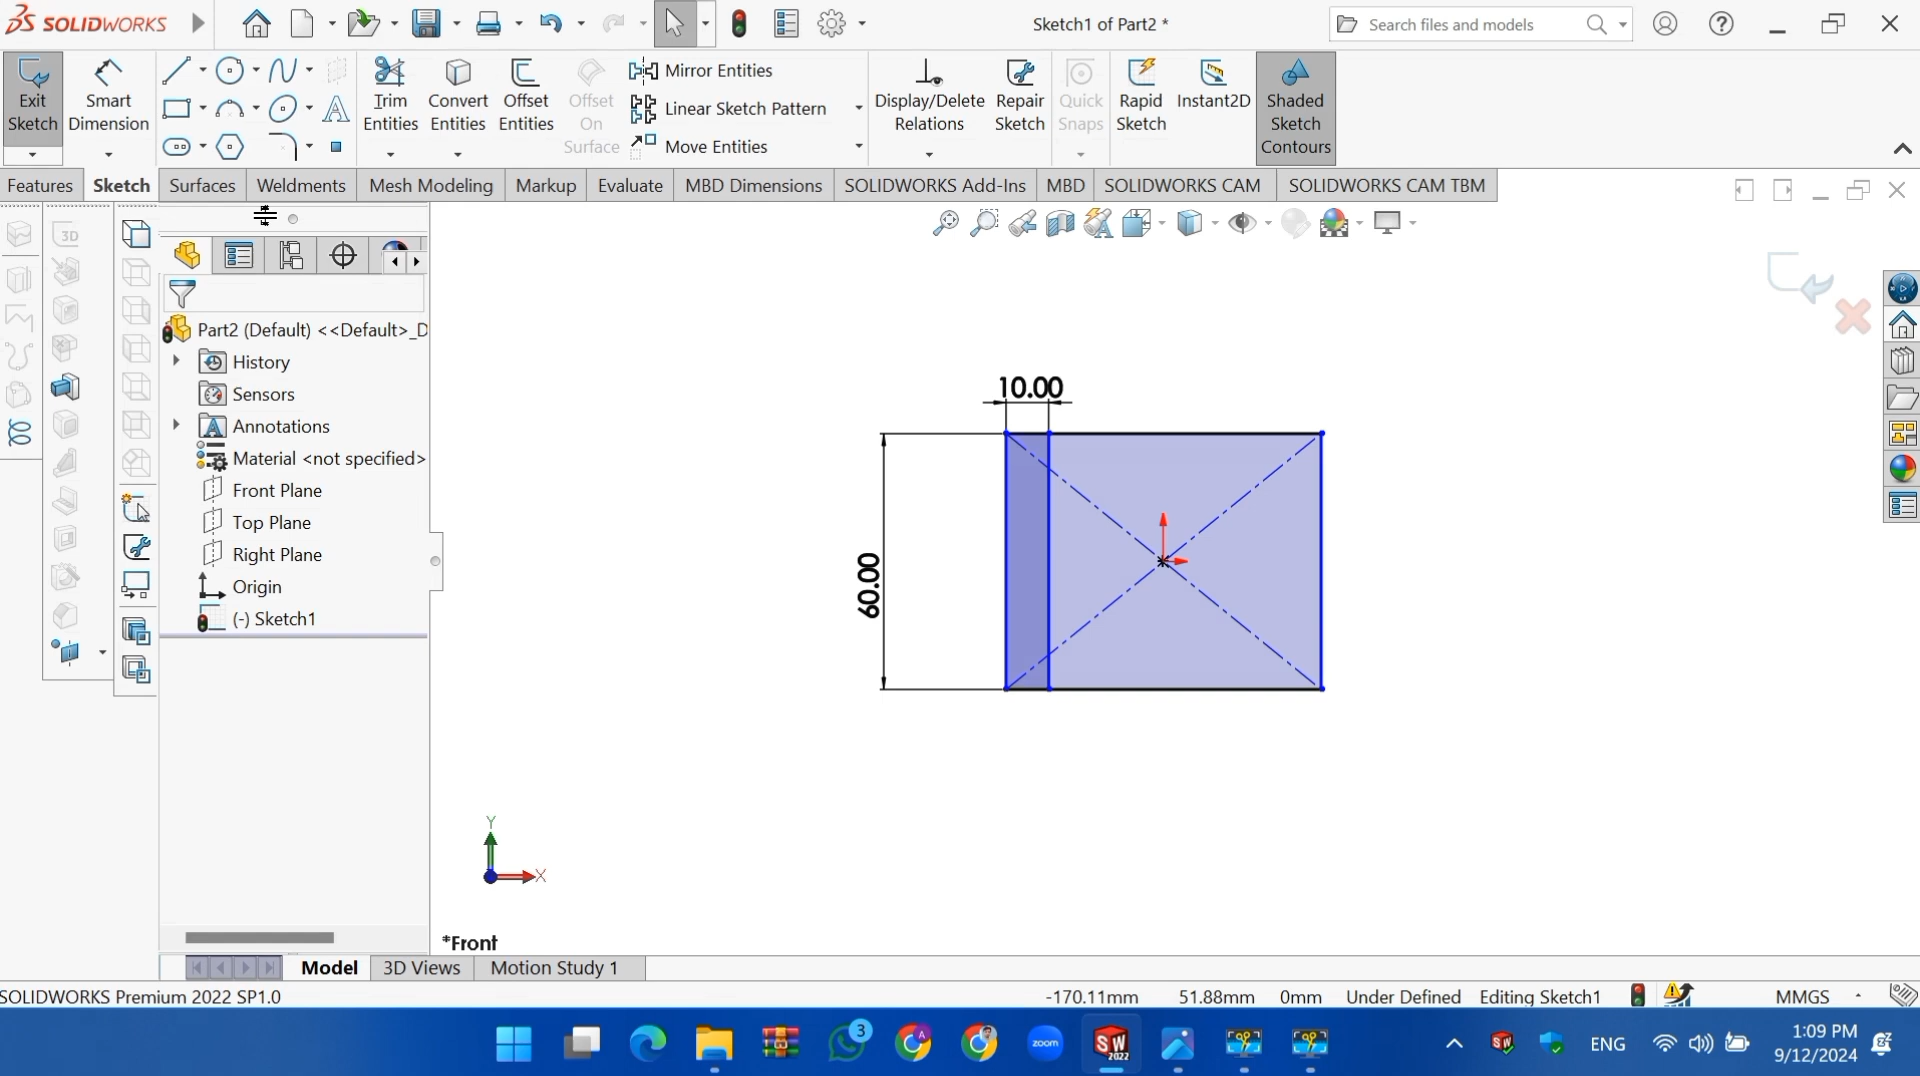 SOLIDWORKS
Sketch1 of Part2 *
Search files and models
Exit Sketch
Smart Dimension
Trim Entities
Convert Entities
Offset Entities
Offset On Surface
Mirror Entities
Linear Sketch Pattern
Move Entities
Display/Delete Relations
Repair Sketch
Quick Snaps
Rapid Sketch
Instant2D
Shaded Sketch Contours
Features
Sketch
Surfaces
Weldments
Mesh Modeling
Markup
Evaluate
MBD Dimensions
SOLIDWORKS Add-Ins
MBD
SOLIDWORKS CAM
SOLIDWORKS CAM TBM
3D
Part2 (Default) <<Default>_D
History
Sensors
Annotations
Material <not specified>
Front Plane
Top Plane
Right Plane
Origin
(-) Sketch1
10.00
60.00
Y
X
*Front
Model
3D Views
Motion Study 1
SOLIDWORKS Premium 2022 SP1.0
-170.11mm
51.88mm
0mm
Under Defined
Editing Sketch1
MMGS
3
A
zoom
SW 2022
ENG
1:09 PM
9/12/2024